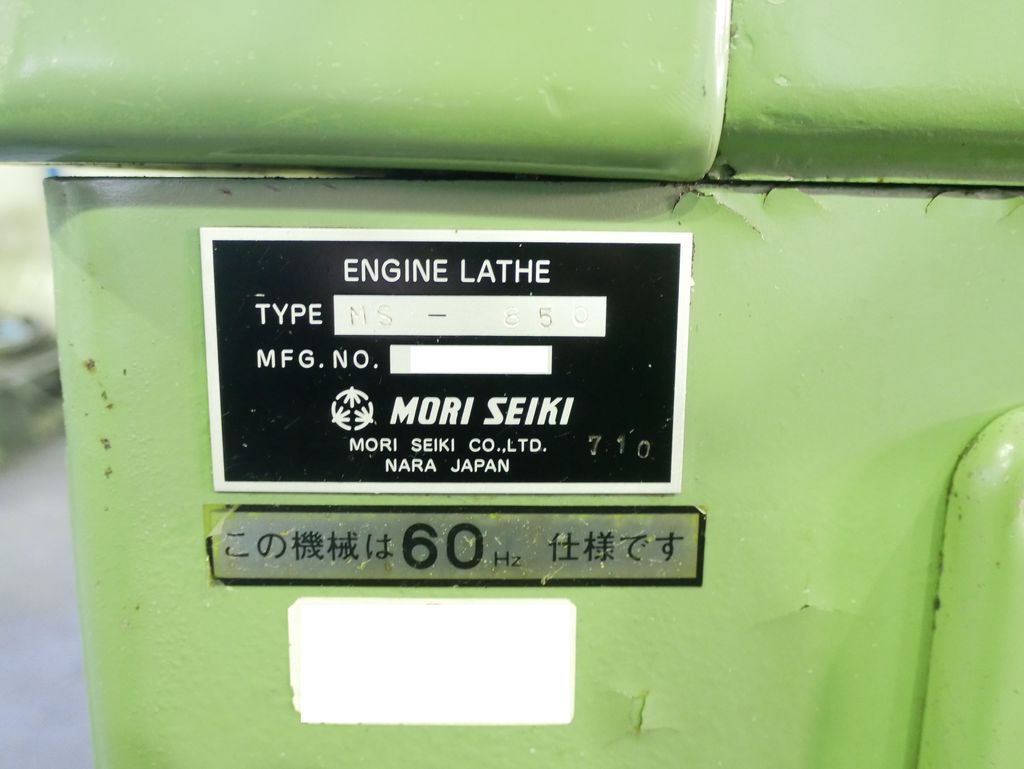 ENGINE LATHE
TYPE MS - 850
MFG. NO.
MORI SEIKI
MORI SEIKI CO.,LTD. 710
NARA JAPAN
この機械は60Hz 仕様です